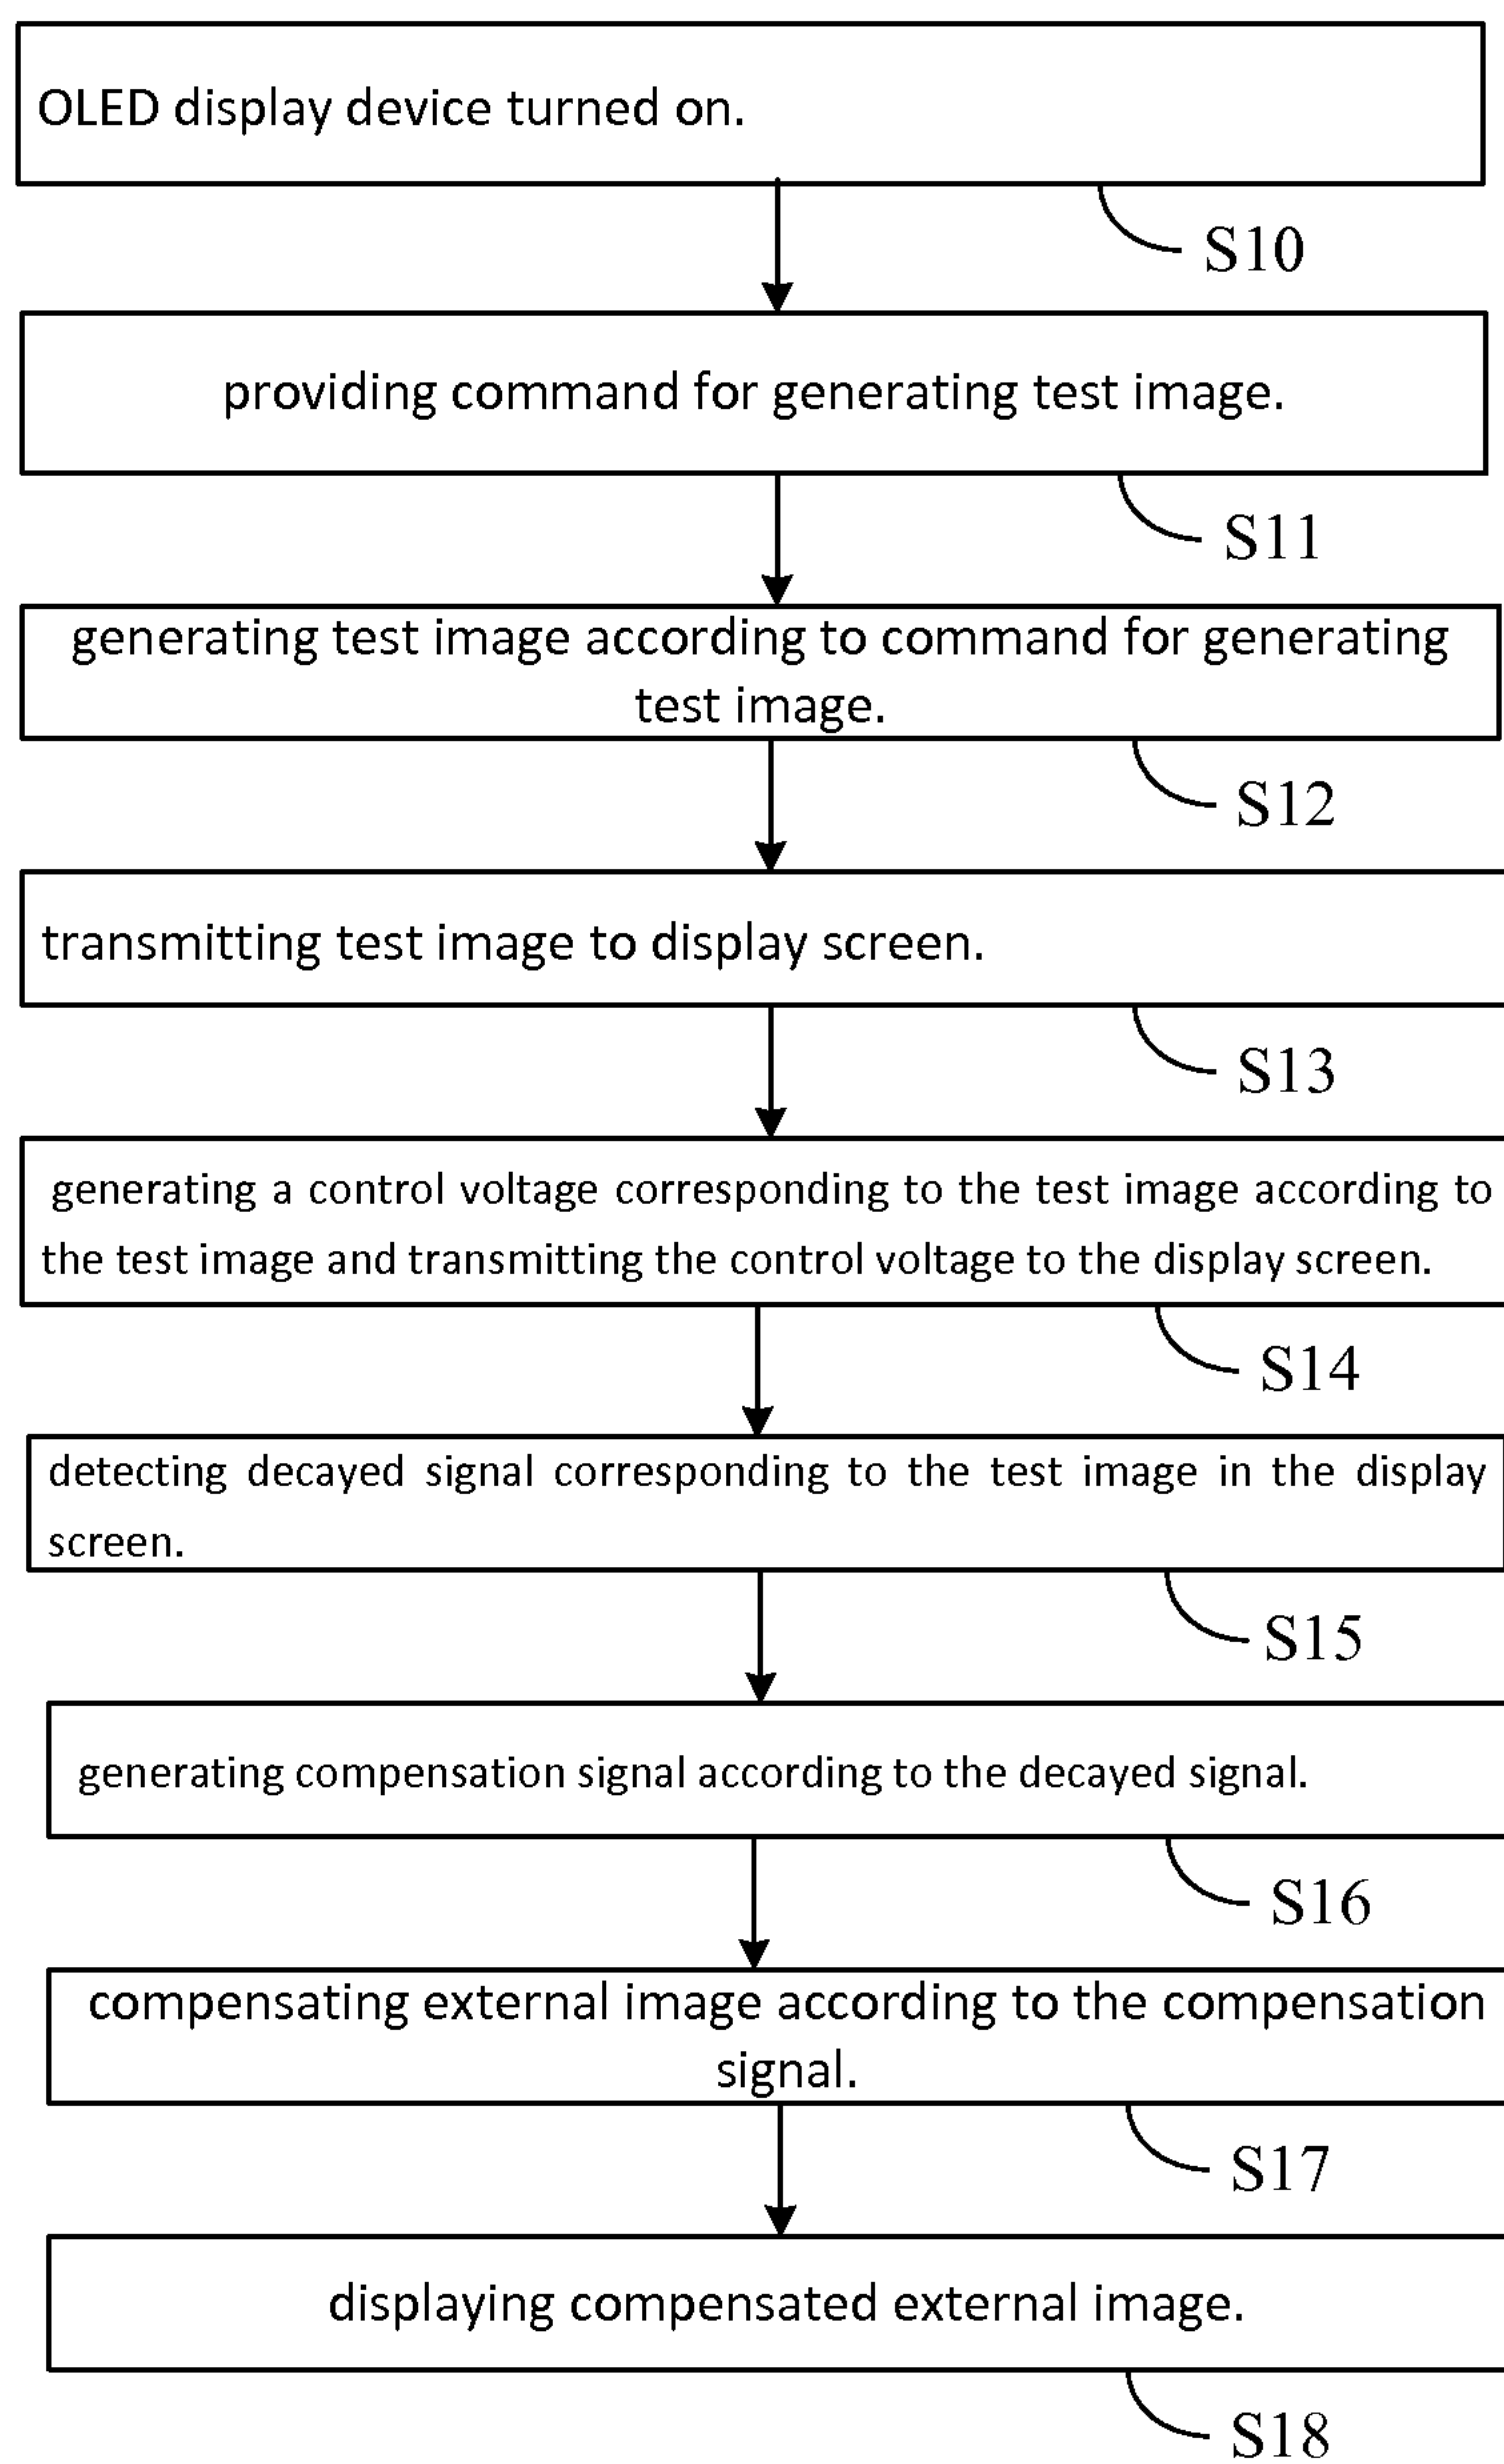 OLED display device turned on.
S10
providing command for generating test image.
S11
generating test image according to command for generating
test image.
S12
transmitting test image to display screen.
S13
generating a control voltage corresponding to the test image according to
the test image and transmitting the control voltage to the display screen.
S14
detecting decayed signal corresponding to the test image in the display
screen.
S15
generating compensation signal according to the decayed signal.
S16
compensating external image according to the compensation
signal.
S17
displaying compensated external image.
S18